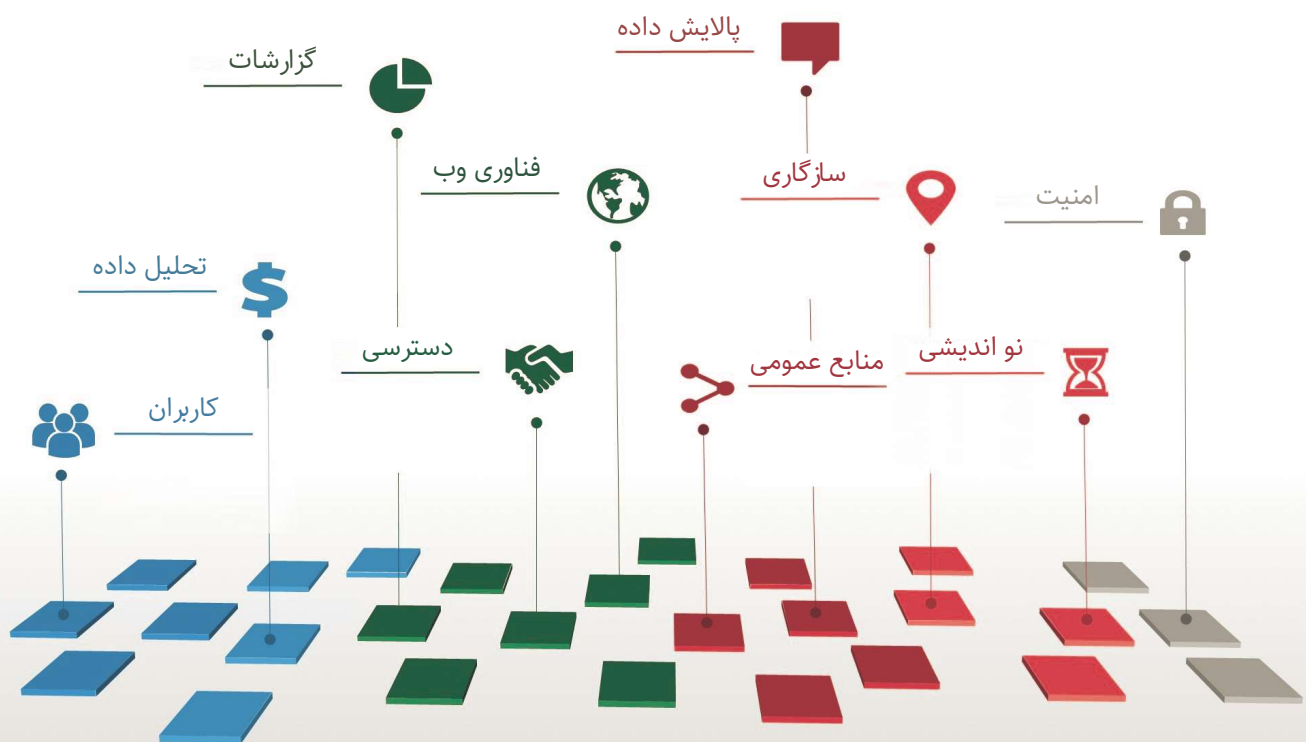 پالایش داده
گزارشات
فناوری وب
سازگاری
امنیت
تحلیل داده
دسترسی
منابع عمومی
نو اندیشی
کاربران